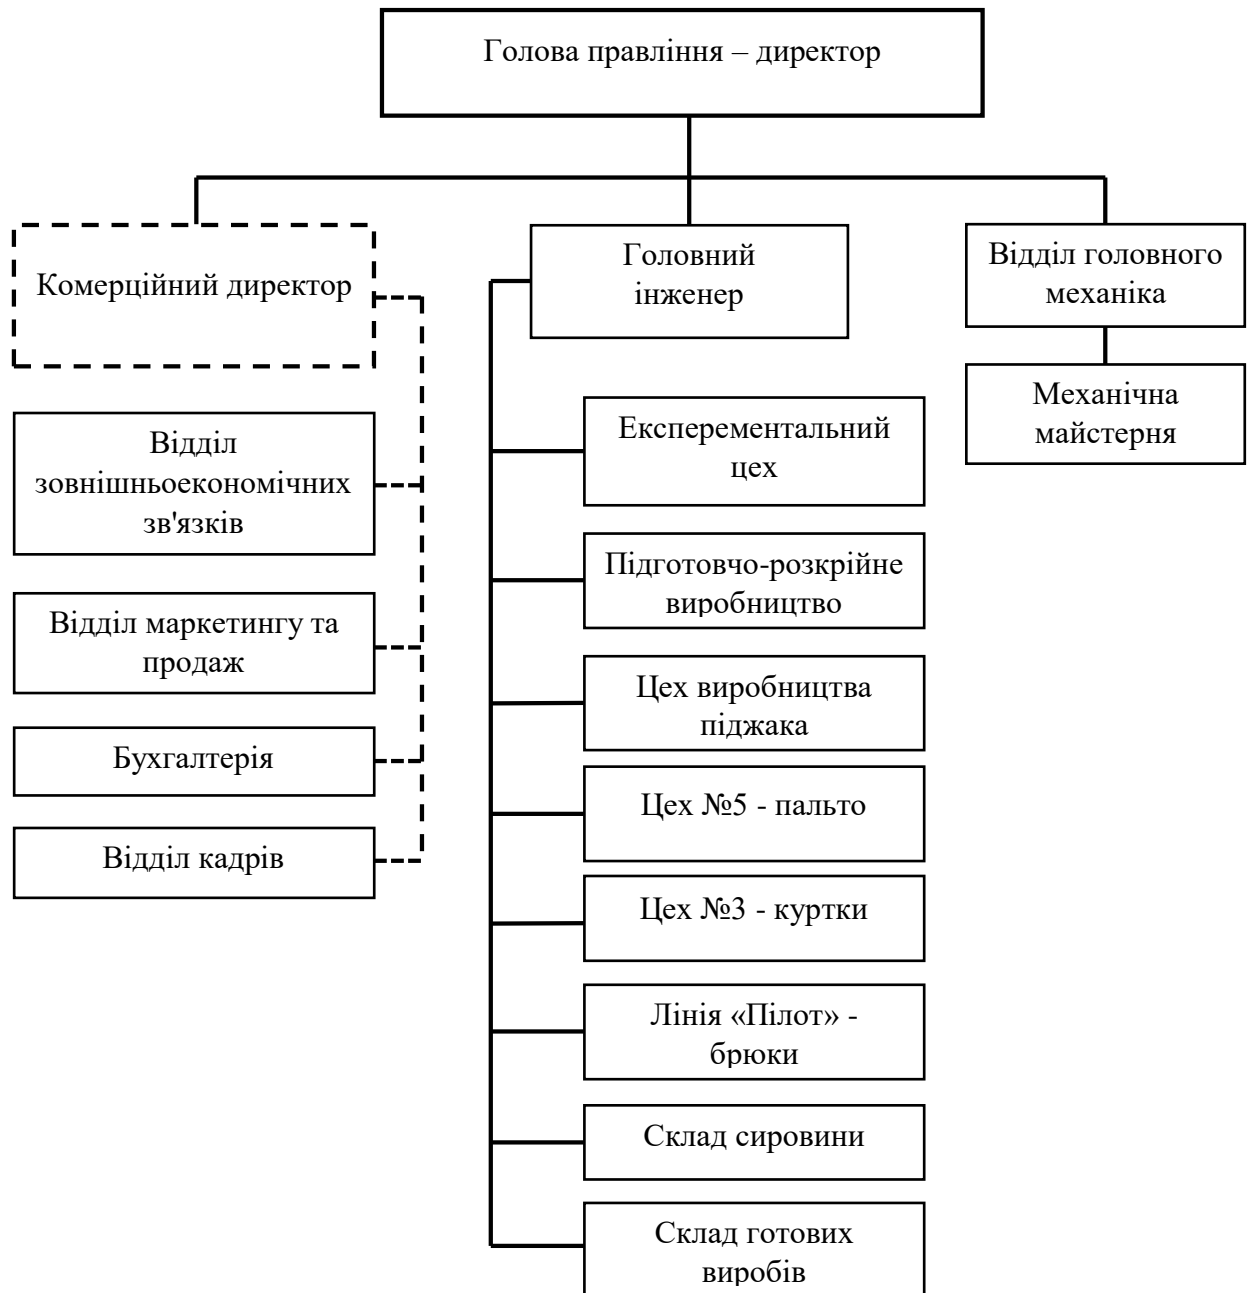 Голова правління – директор
Комерційний директор
Відділ
зовнішньоекономічних
зв'язків
Відділ маркетингу та
продаж
Бухгалтерія
Відділ кадрів
Головний
інженер
Експерементальний
цех
Підготовчо-розкрійне
виробництво
Цех виробництва
піджака
Цех №5 - пальто
Цех №3 - куртки
Лінія «Пілот» -
брюки
Склад сировини
Склад готових
виробів
Відділ головного
механіка
Механічна
майстерня